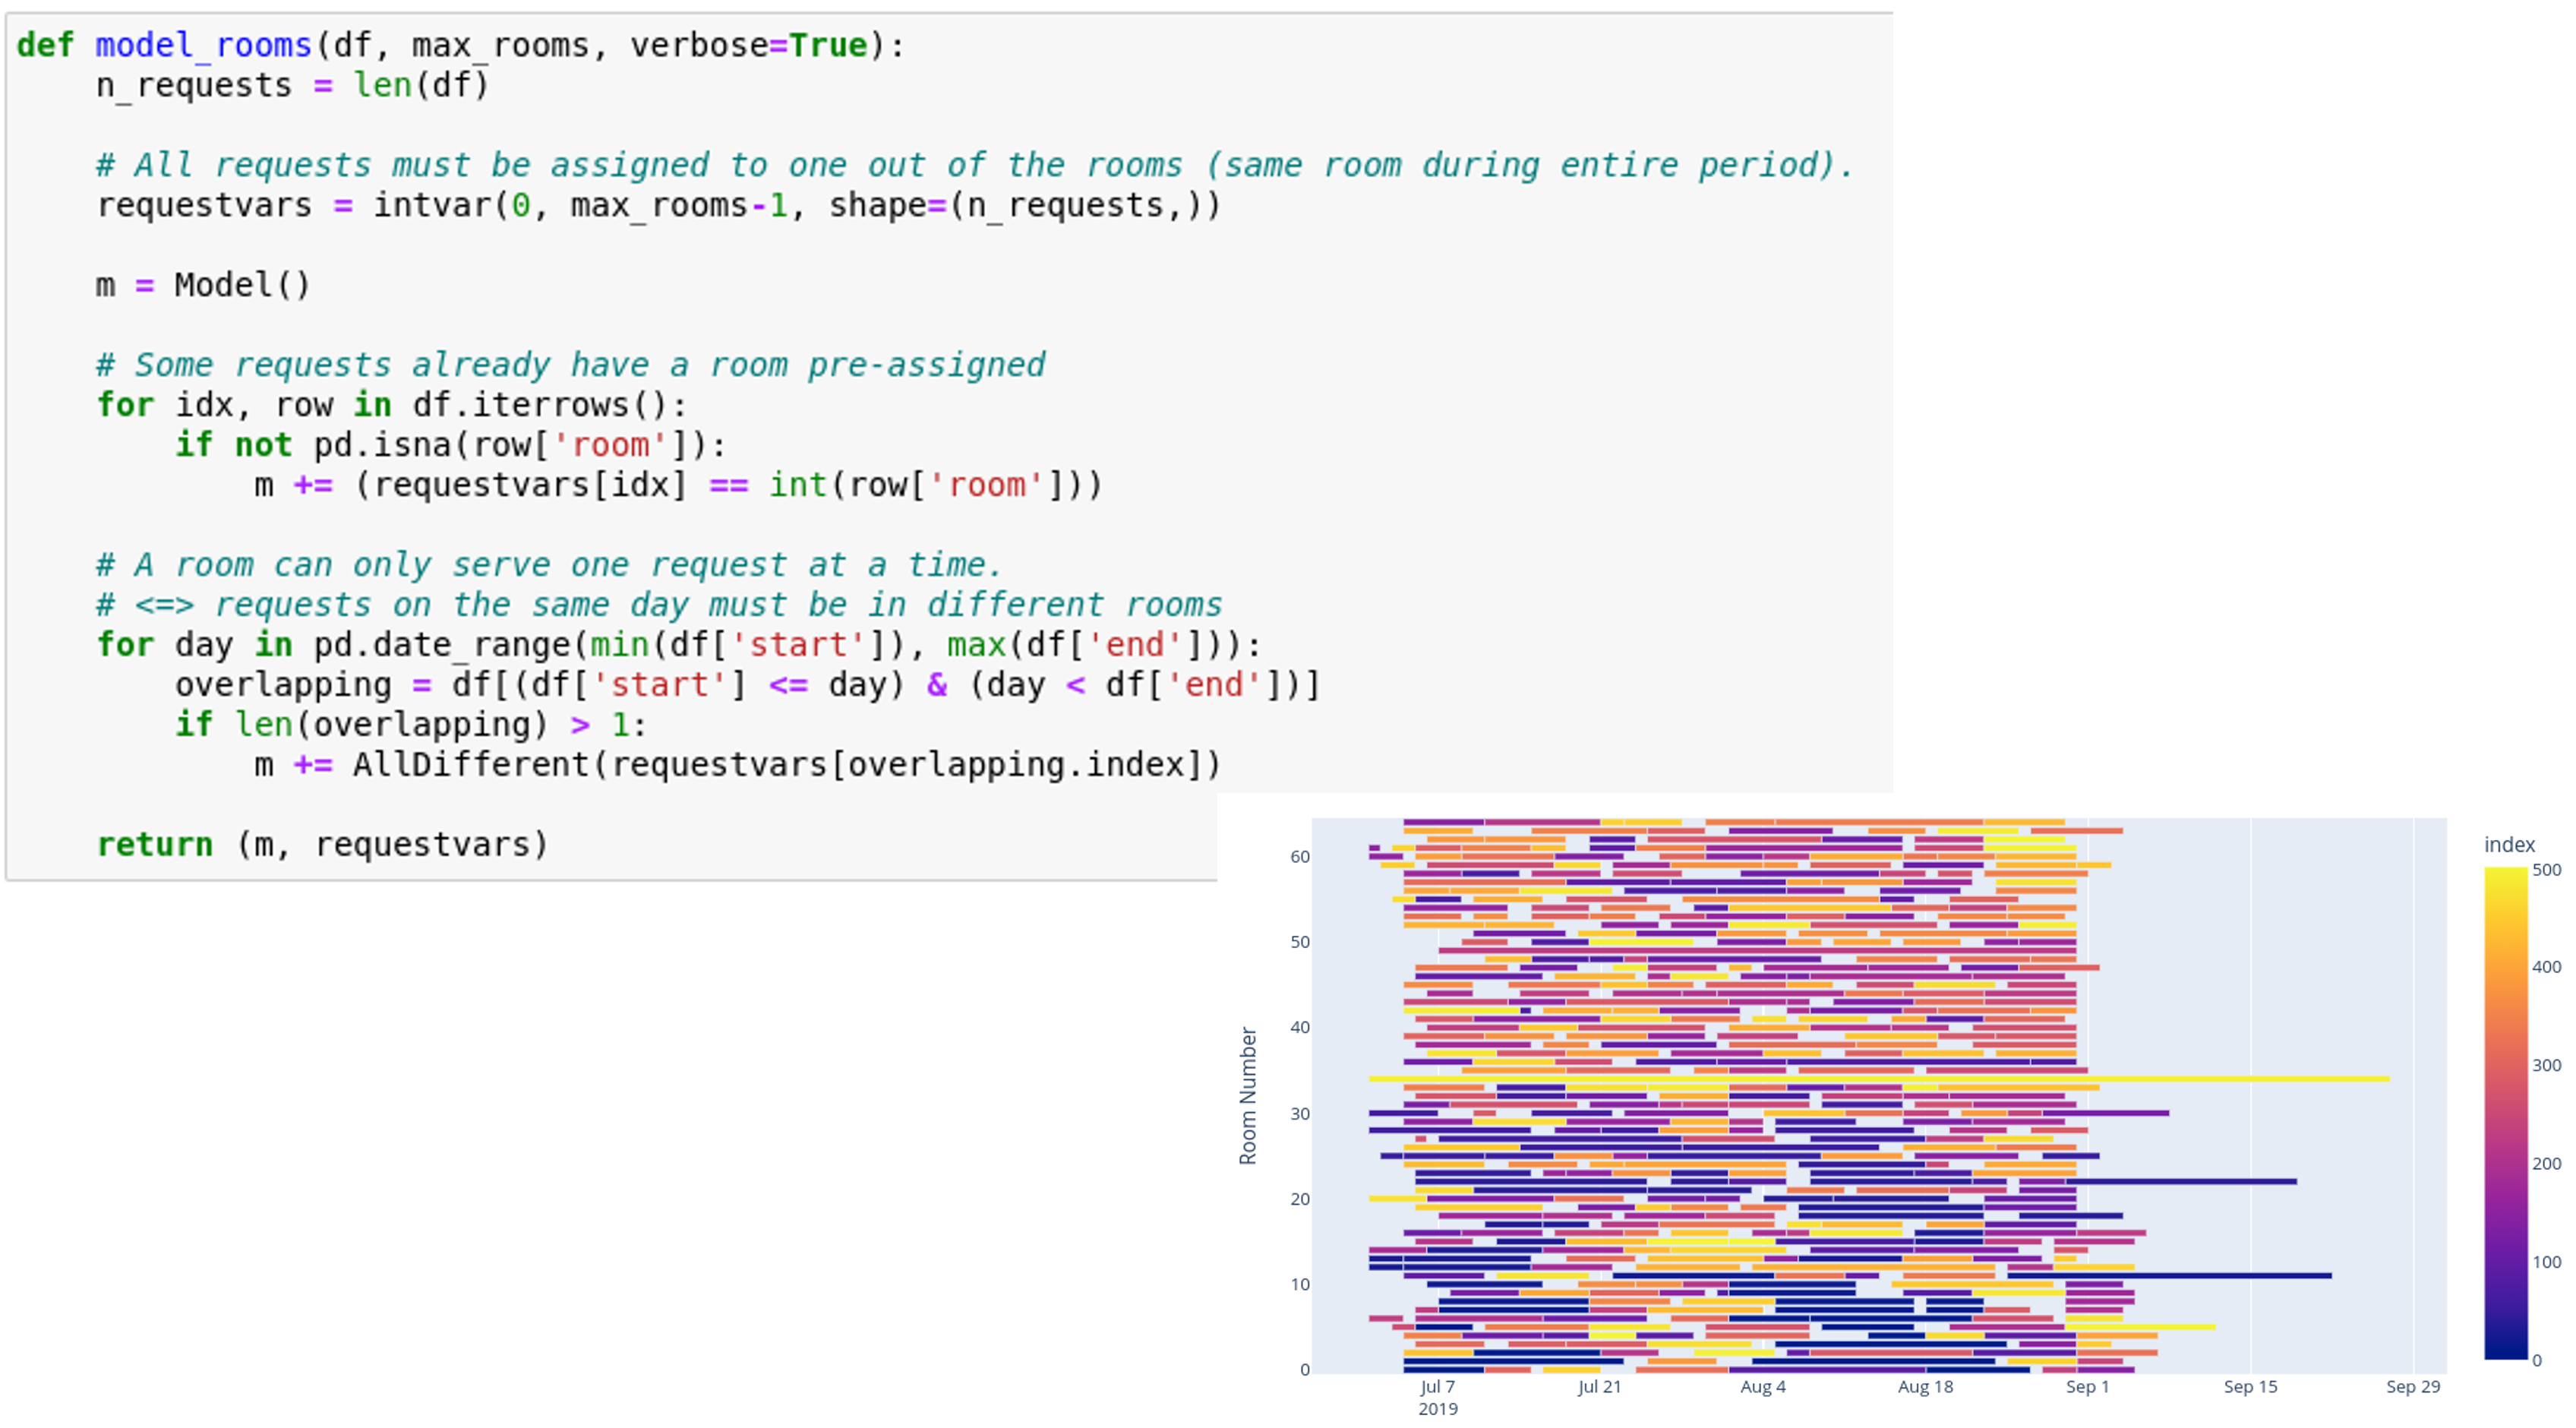 def model_rooms(df, max_rooms, verbose=True):
    n_requests = len(df)
    # All requests must be assigned to one out of the rooms (same room during entire period).
    requestvars = intvar(0, max_rooms-1, shape=(n_requests,))
    m = Model()
    # Some requests already have a room pre-assigned
    for idx, row in df.iterrows():
        if not pd.isna(row['room']):
            m += (requestvars[idx] == int(row['room']))
    # A room can only serve one request at a time.
    # <=> requests on the same day must be in different rooms
    for day in pd.date_range(min(df['start']), max(df['end'])):
        overlapping = df[(df['start'] <= day) & (day < df['end'])]
        if len(overlapping) > 1:
            m += AllDifferent(requestvars[overlapping.index])
    return (m, requestvars)
Room Number
60
50
40
30
20
10
0
Jul 7 Jul 21 Aug 4 Aug 18 Sep 1 Sep 15 Sep 29
2019
index
500
400
300
200
100
0